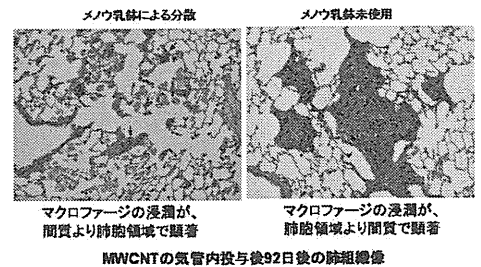 メノウ乳鉢による分散
メノウ乳鉢未使用
マクロファージの浸潤が、
間質より肺胞領域で顕著
マクロファージの浸潤が、
肺胞領域より間質で顕著
MWCNTの気管内投与後92日後の肺組織像